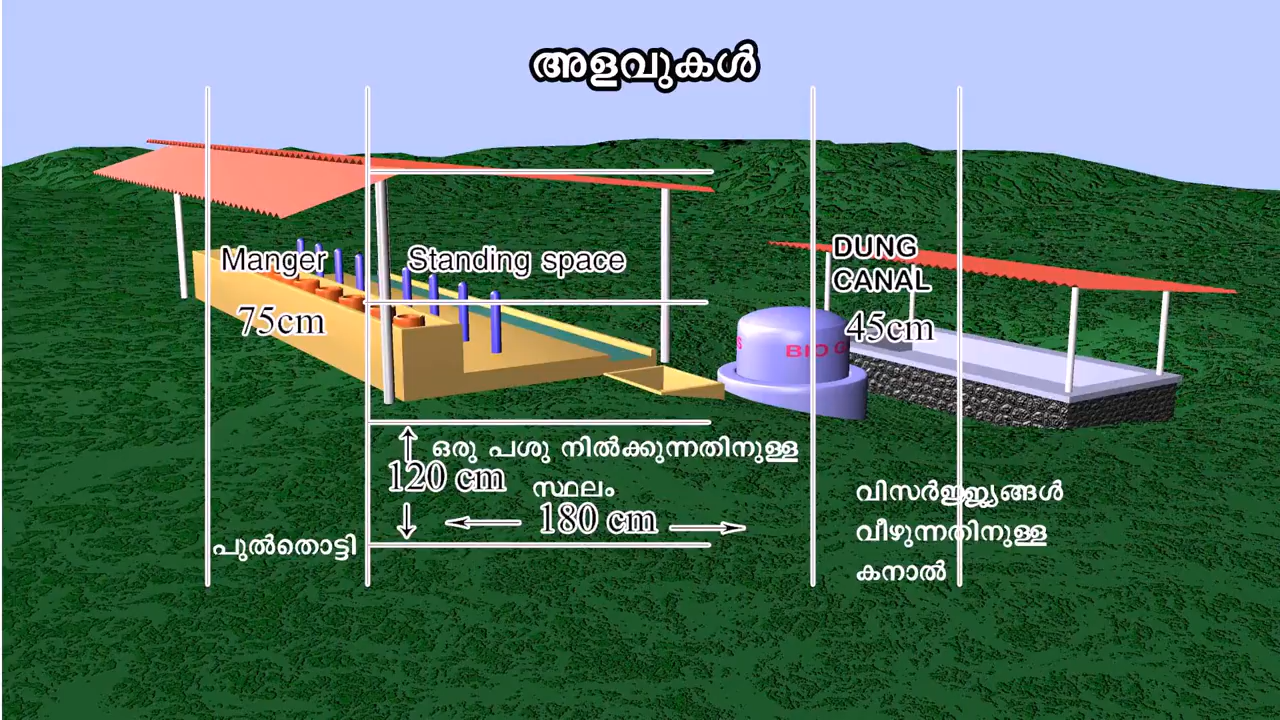 അളവുകൾ
Manger
Standing space
DUNG
CANAL
75cm
45cm
BIO G
ഒരു പശു നിൽക്കുന്നതിനുള്ള
സ്ഥലം
120 cm
180 cm
പുൽതൊട്ടി
വിസർജ്ജ്യങ്ങൾ
വീഴുന്നതിനുള്ള
കനാൽ